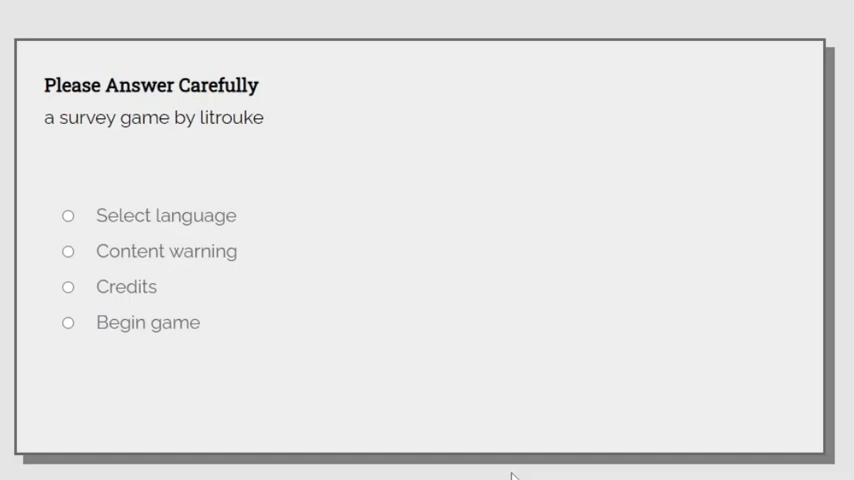 Please Answer Carefully
a survey game by litrouke
Select language
Content warning
Credits
Begin game